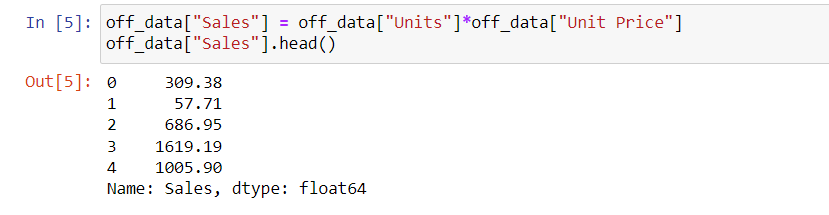 In [5]: off_data["Sales"] = off_data["Units"]*off_data["Unit Price"]
off_data["Sales"].head()
Out[5]: 0 309.38
1 57.71
2 686.95
3 1619.19
4 1005.90
Name: Sales, dtype: float64